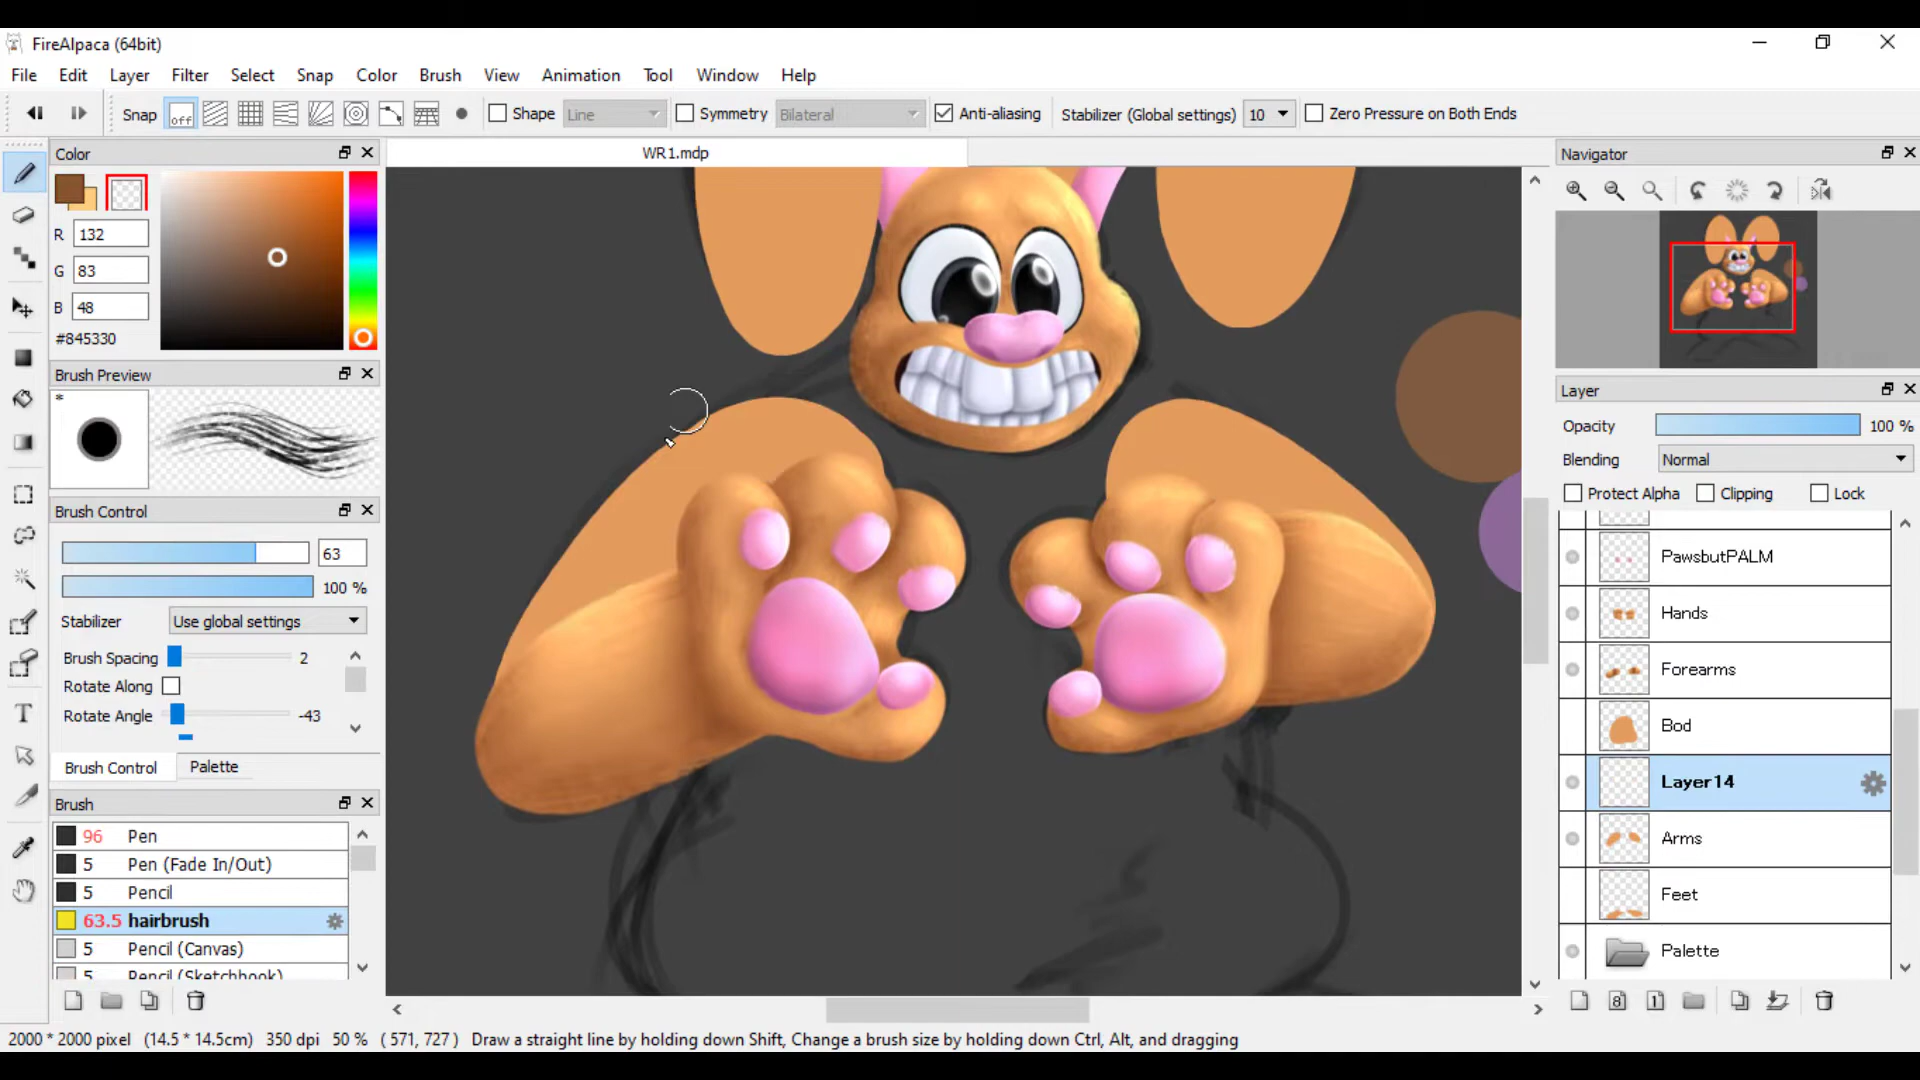 FireAlpaca (64bit)
File Edit Layer Filter Select Snap Color Brush View Animation Tool Window Help
Snap off Shape Line Symmetry Bilateral Anti-aliasing Stabilizer (Global settings) 10 Zero Pressure on Both Ends
Color
WR1.mdp
R 132
G 83
B 48
#845330
Brush Preview
*
Brush Control
63
100 %
Stabilizer Use global settings
Brush Spacing 2
Rotate Along
Rotate Angle -43
Brush Control Palette
Brush
96 Pen
5 Pen (Fade In/Out)
5 Pencil
63.5 hairbrush
5 Pencil (Canvas)
5 Pencil (Sketchbook)
Navigator
Layer
Opacity 100 %
Blending Normal
Protect Alpha Clipping Lock
PawsbutPALM
Hands
Forearms
Bod
Layer14
Arms
Feet
Palette
8 1
2000 * 2000 pixel (14.5 * 14.5cm) 350 dpi 50 % ( 571, 727 ) Draw a straight line by holding down Shift, Change a brush size by holding down Ctrl, Alt, and dragging